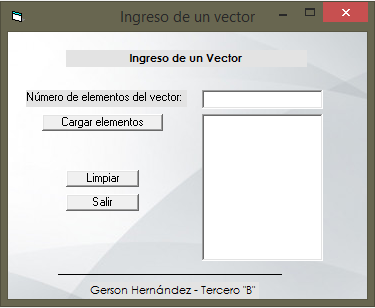 Ingreso de un vector
Ingreso de un Vector
Número de elementos del vector:
Cargar elementos
Limpiar
Salir
Gerson Hernández - Tercero "B"